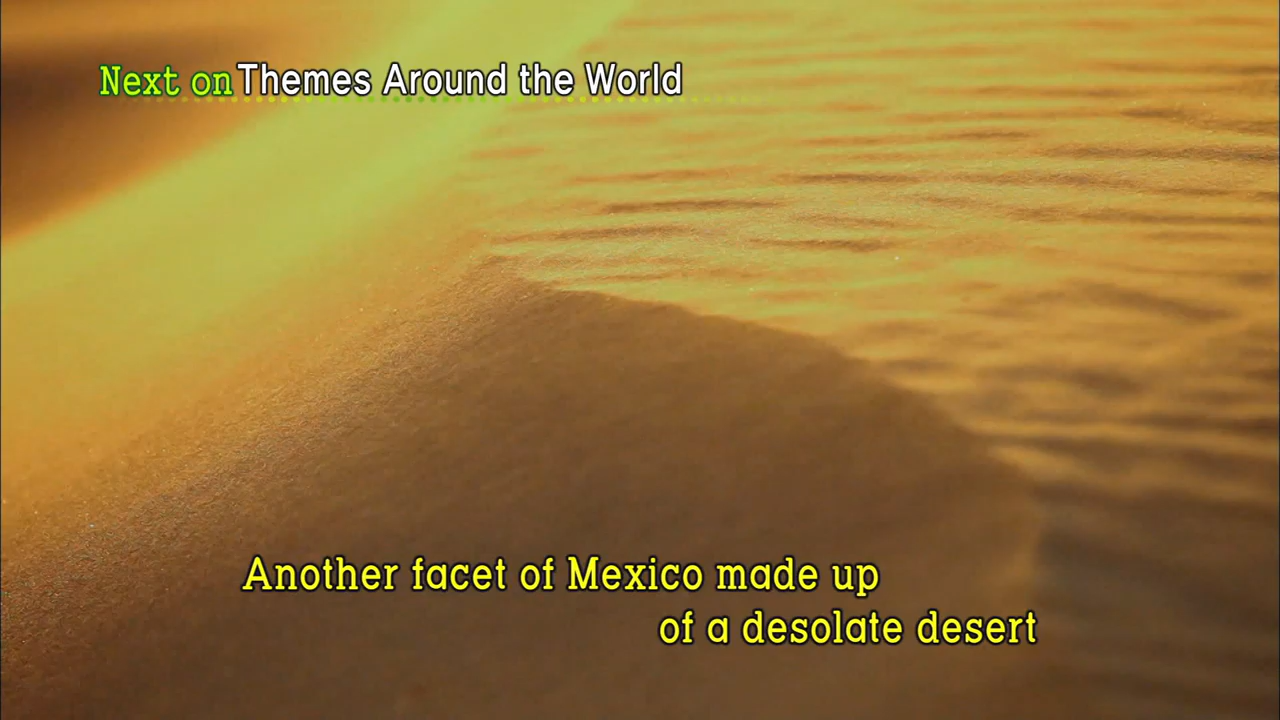 Next on Themes Around the World
Another facet of Mexico made up
of a desolate desert